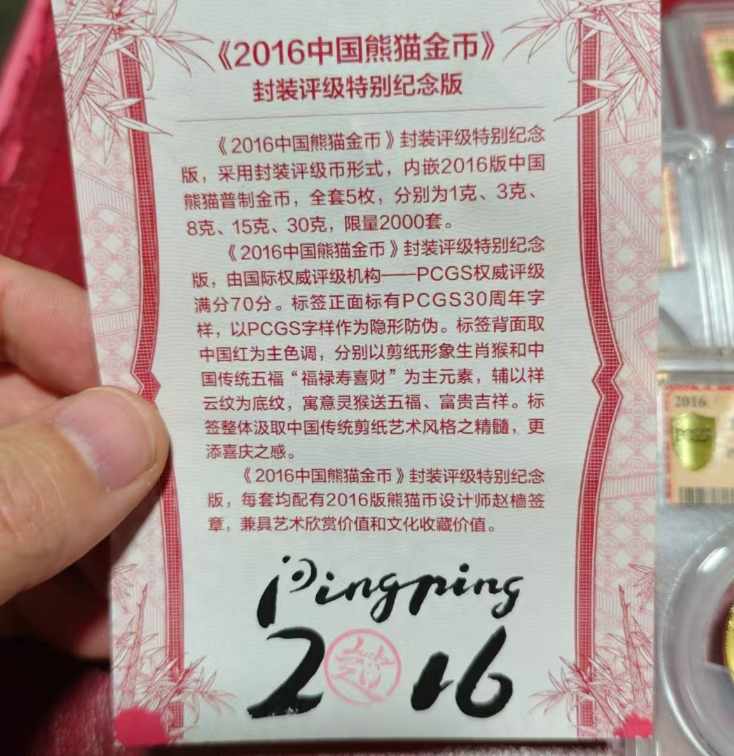 《2016中国熊猫金币》
封装评级特别纪念版
《2016中国熊猫金币》封装评级特别纪念
版，采用封装评级币形式，内嵌2016版中国
熊猫普制金币，全套5枚，分别为1克、3克、
8克、15克、30克，限量2000套。
《2016中国熊猫金币》封装评级特别纪念
版，由国际权威评级机构——PCGS权威评级
满分70分。标签正面标有PCGS30周年字
样，以PCGS字样作为隐形防伪。标签背面取
中国红为主色调，分别以剪纸形象生肖猴和中
国传统五福“福禄寿喜财”为主元素，辅以祥
云纹为底纹，寓意灵猴送五福、富贵吉祥。标
签整体汲取中国传统剪纸艺术风格之精髓，更
添喜庆之感。
《2016中国熊猫金币》封装评级特别纪念
版，每套均配有2016版熊猫币设计师赵樯签
章，兼具艺术欣赏价值和文化收藏价值。
Pingping
2016
2016